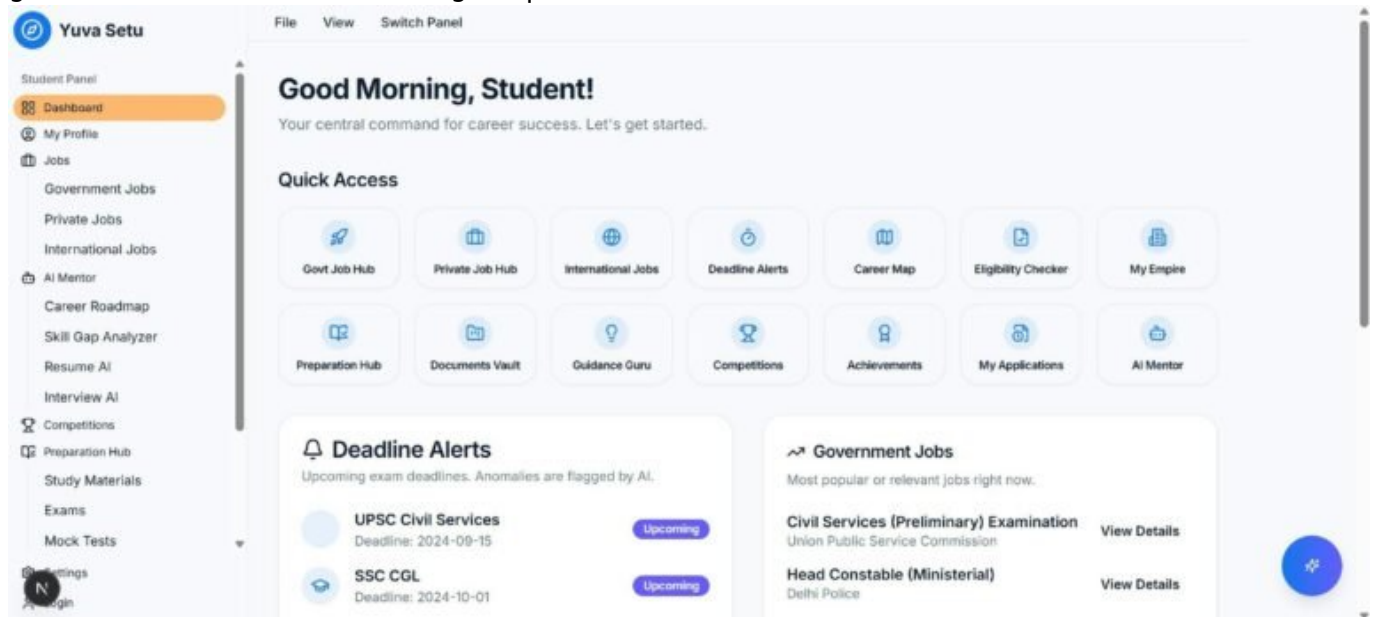 Yuva Setu
File View Switch Panel
Student Panel
Dashboard
My Profile
Jobs
Government Jobs
Private Jobs
International Jobs
AI Mentor
Career Roadmap
Skill Gap Analyzer
Resume AI
Interview AI
Competitions
Preparation Hub
Study Materials
Exams
Mock Tests
N
Good Morning, Student!
Your central command for career success. Let's get started.
Quick Access
Govt Job Hub
Private Job Hub
International Jobs
Deadline Alerts
Career Map
Eligibility Checker
My Empire
Preparation Hub
Documents Vault
Guidance Guru
Competitions
Achievements
My Applications
AI Mentor
Deadline Alerts
Upcoming exam deadlines. Anomalies are flagged by AI.
UPSC Civil Services
Upcoming
Deadline: 2024-09-15
SSC CGL
Upcoming
Deadline: 2024-10-01
Government Jobs
Most popular or relevant jobs right now.
Civil Services (Preliminary) Examination
View Details
Union Public Service Commission
Head Constable (Ministerial)
View Details
Delhi Police